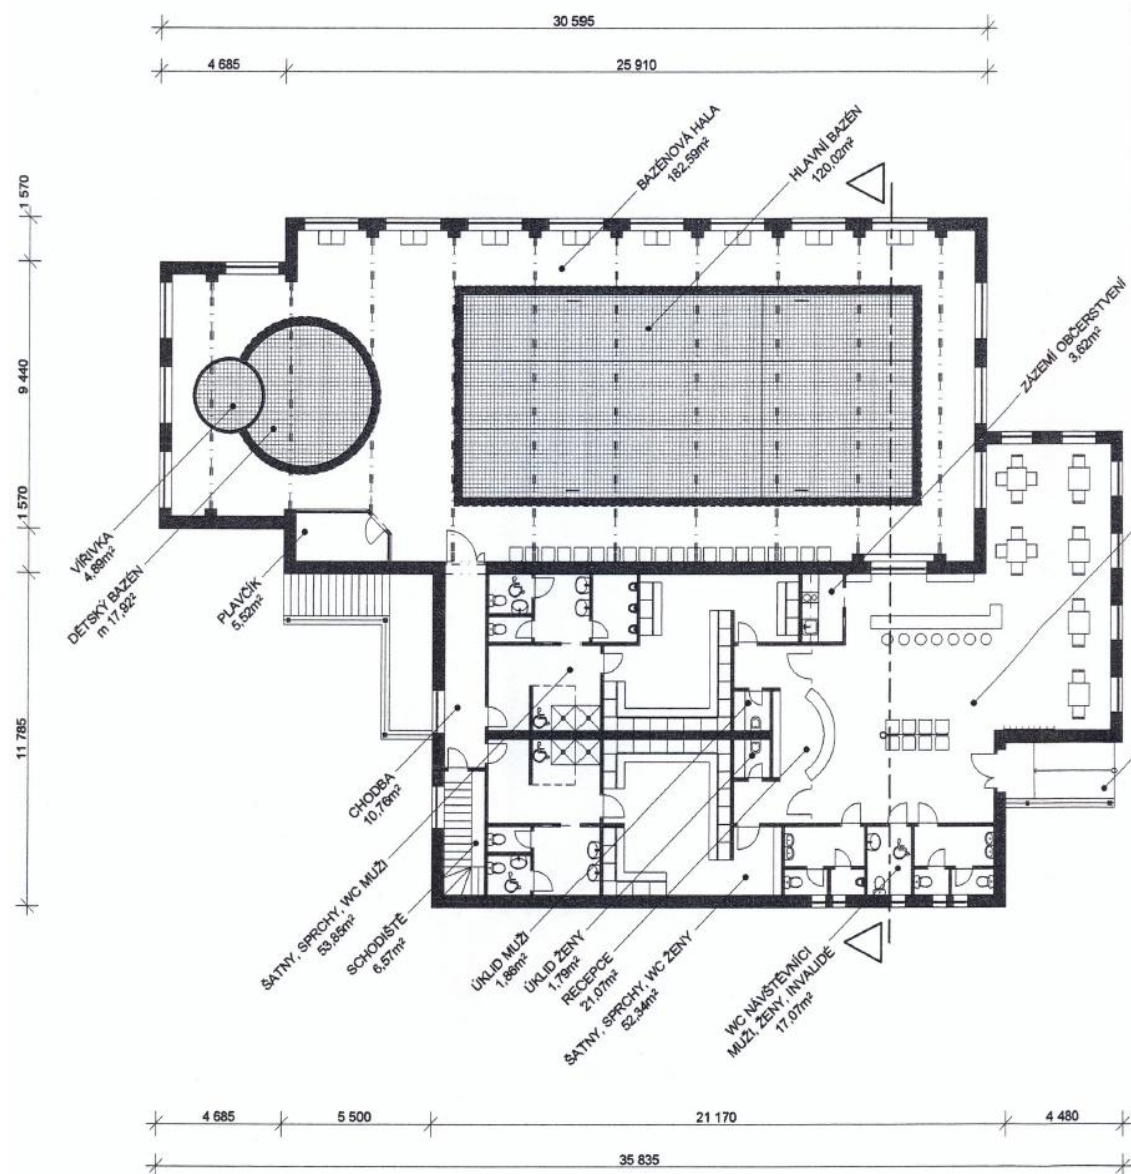 30 595
4 685
25 910
BAZÉNOVÁ HALA
182,59m²
HLAVNÍ BAZÉN
120,02m²
ZÁZEMÍ OBČERSTVENÍ
3,62m²
1 570
9 440
1 570
11 785
VÍŘIVKA
4,89m²
DĚTSKÝ BAZÉN
m 17,92²
PLAVČÍK
5,52m²
CHODBA
10,76m²
ŠATNY, SPRCHY, WC MUŽI
53,85m²
SCHODIŠTĚ
6,57m²
ÚKLID MUŽI
1,86m²
ÚKLID ŽENY
1,79m²
RECEPCE
21,07m²
ŠATNY, SPRCHY, WC ŽENY
52,34m²
WC NÁVŠTĚVNÍCI
MUŽI, ŽENY, INVALIDÉ
17,07m²
4 685
5 500
21 170
4 480
35 835